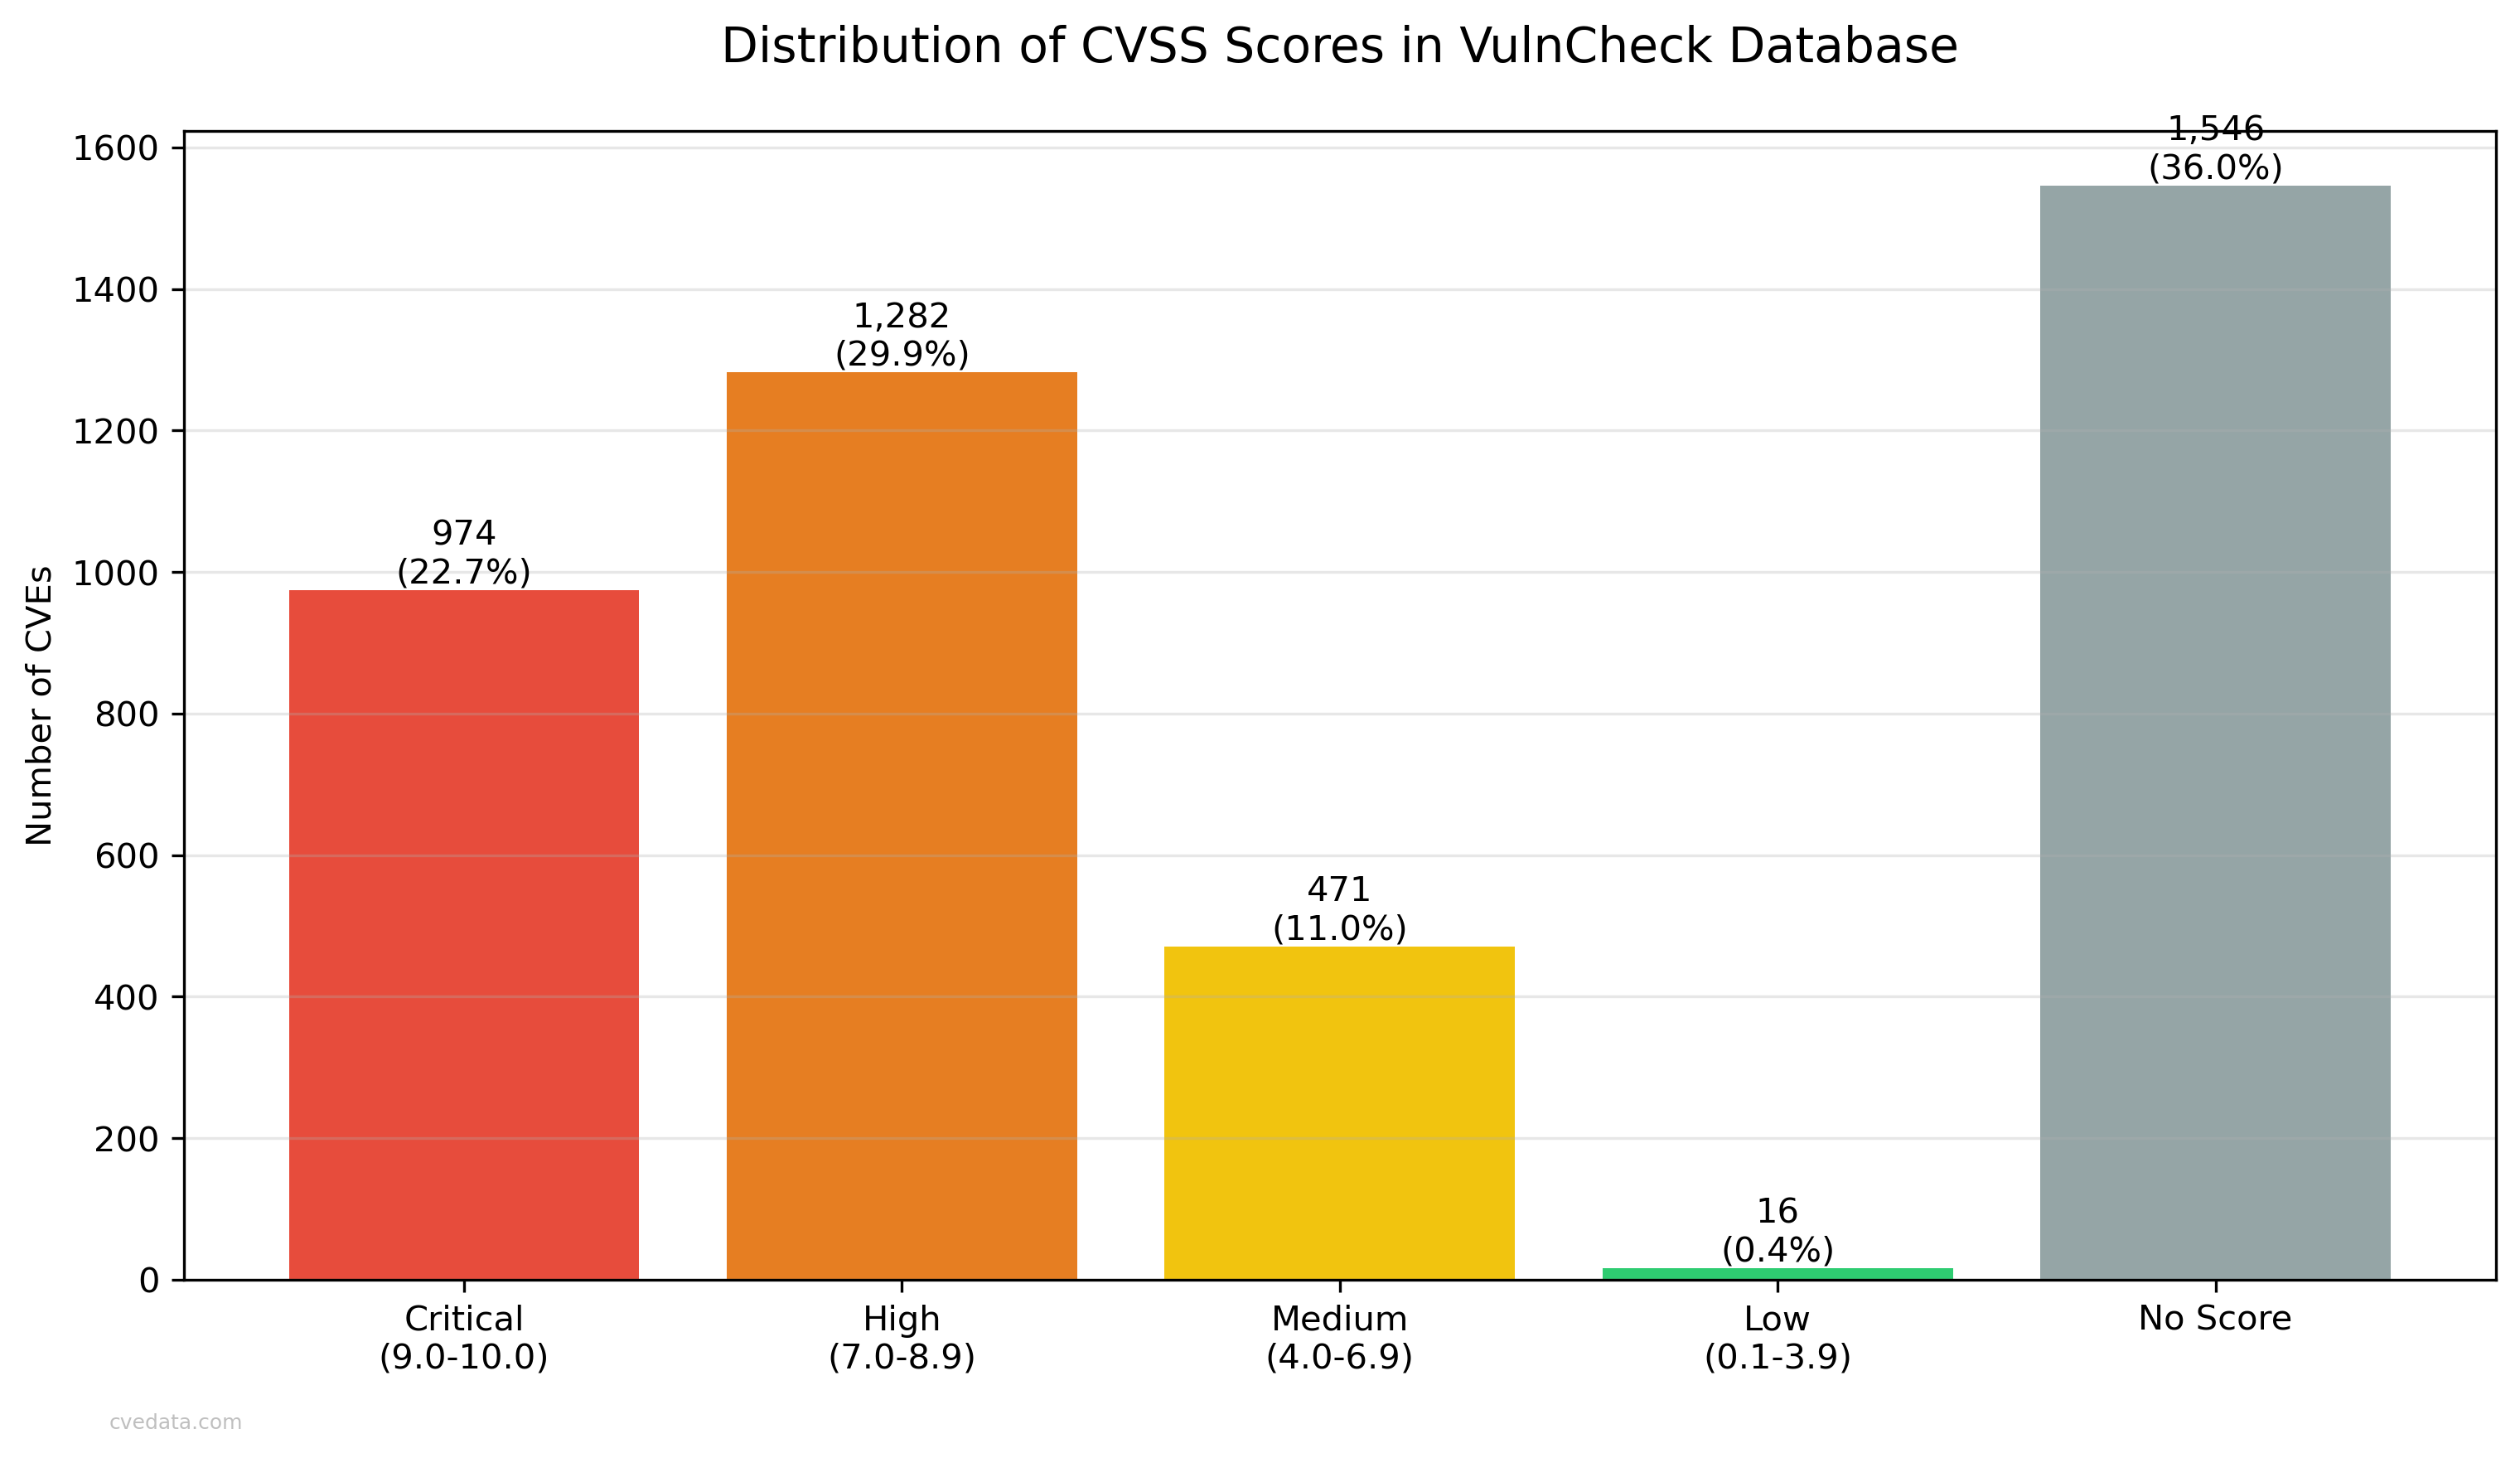 Distribution of CVSS Scores in VulnCheck Database
Number of CVEs
1600
1400
1200
1000
800
600
400
200
0
974
(22.7%)
1,282
(29.9%)
471
(11.0%)
16
(0.4%)
1,546
(36.0%)
Critical
(9.0-10.0)
High
(7.0-8.9)
Medium
(4.0-6.9)
Low
(0.1-3.9)
No Score
cvedata.com